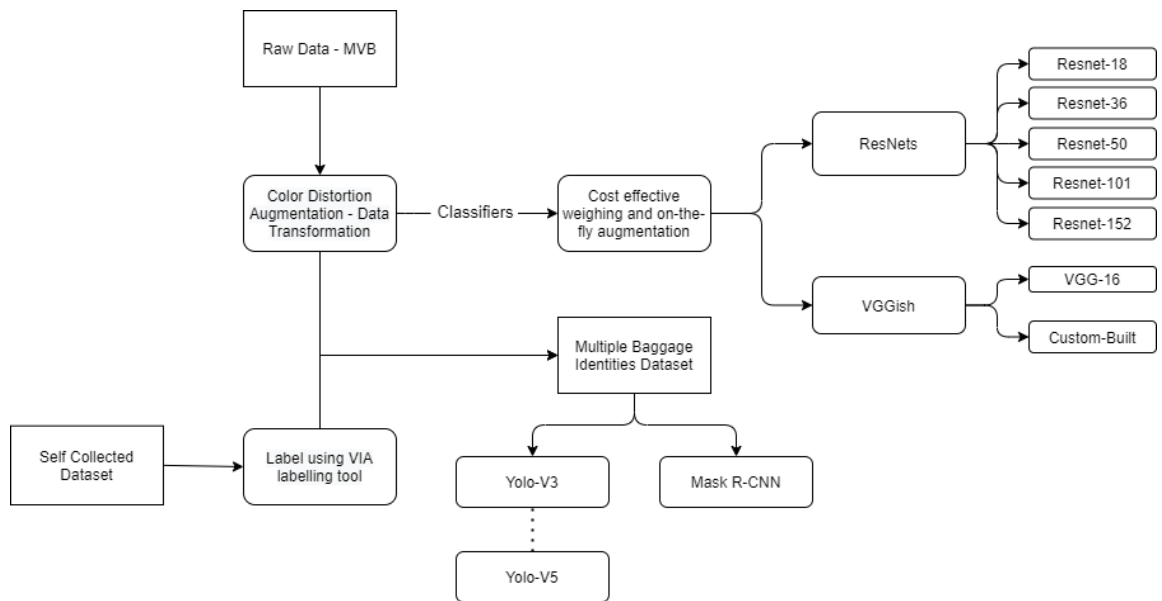 Raw Data - MVB
Color Distortion
Augmentation - Data
Transformation
Classifiers
Cost effective
weighing and on-the-
fly augmentation
ResNets
Resnet-18
Resnet-36
Resnet-50
Resnet-101
Resnet-152
VGGish
VGG-16
Custom-Built
Multiple Baggage
Identities Dataset
Self Collected
Dataset
Label using VIA
labelling tool
Yolo-V3
Mask R-CNN
Yolo-V5